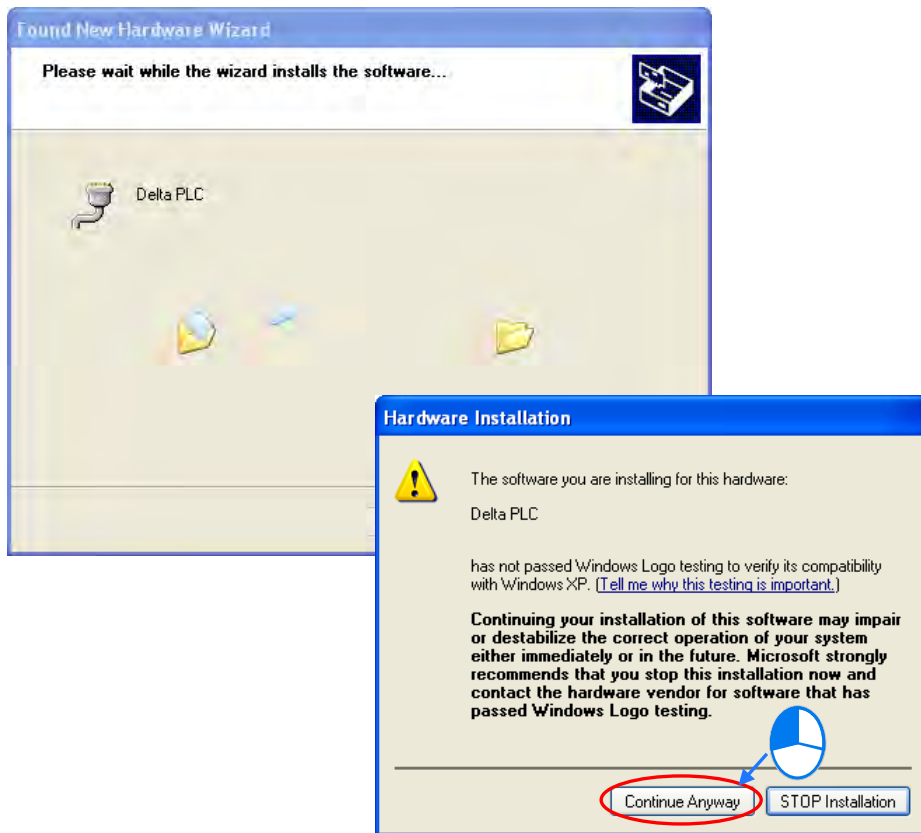 Found New Hardware Wizard
Please wait while the wizard installs the software...
Delta PLC
Hardware Installation
The software you are installing for this hardware:
Delta PLC
has not passed Windows Logo testing to verify its compatibility
with Windows XP. (Tell me why this testing is important.)
Continuing your installation of this software may impair
or destabilize the correct operation of your system
either immediately or in the future. Microsoft strongly
recommends that you stop this installation now and
contact the hardware vendor for software that has
passed Windows Logo testing.
Continue Anyway
STOP Installation